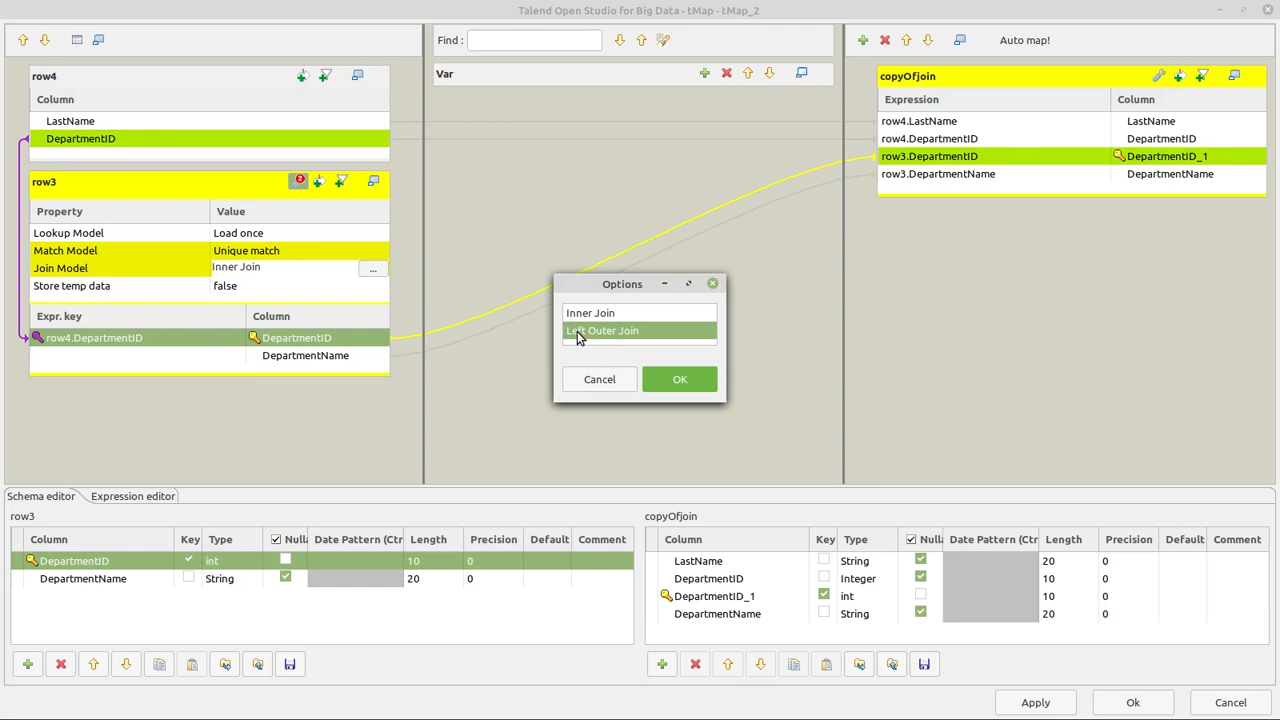 Talend Open Studio for Big Data - tMap - tMap_2
row4
Column
LastName
DepartmentID
row3
Property Value
Lookup Model Load once
Match Model Unique match
Join Model Inner Join ...
Store temp data false
Expr. key Column
row4.DepartmentID DepartmentID
DepartmentName
Find :
Var
Auto map!
copyOfjoin
Expression Column
row4.LastName LastName
row4.DepartmentID DepartmentID
row3.DepartmentID DepartmentID_1
row3.DepartmentName DepartmentName
Options
Inner Join
Left Outer Join
Cancel OK
Schema editor Expression editor
row3
Column Key Type Nulla Date Pattern (Ctr Length Precision Default Comment
DepartmentID int 10 0
DepartmentName String 20 0
copyOfjoin
Column Key Type Nulla Date Pattern (Ctr Length Precision Default Comment
LastName String 20 0
DepartmentID Integer 10 0
DepartmentID_1 int 10 0
DepartmentName String 20 0
Apply Ok Cancel